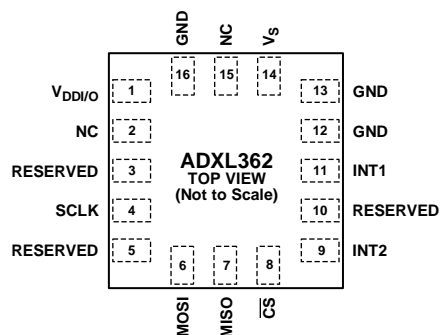 GND
NC
VS
16
15
14
VDDI/O
1
13
GND
NC
2
12
GND
RESERVED
3
ADXL362
TOP VIEW
(Not to Scale)
11
INT1
SCLK
4
10
RESERVED
RESERVED
5
9
INT2
6
7
8
MOSI
MISO
CS